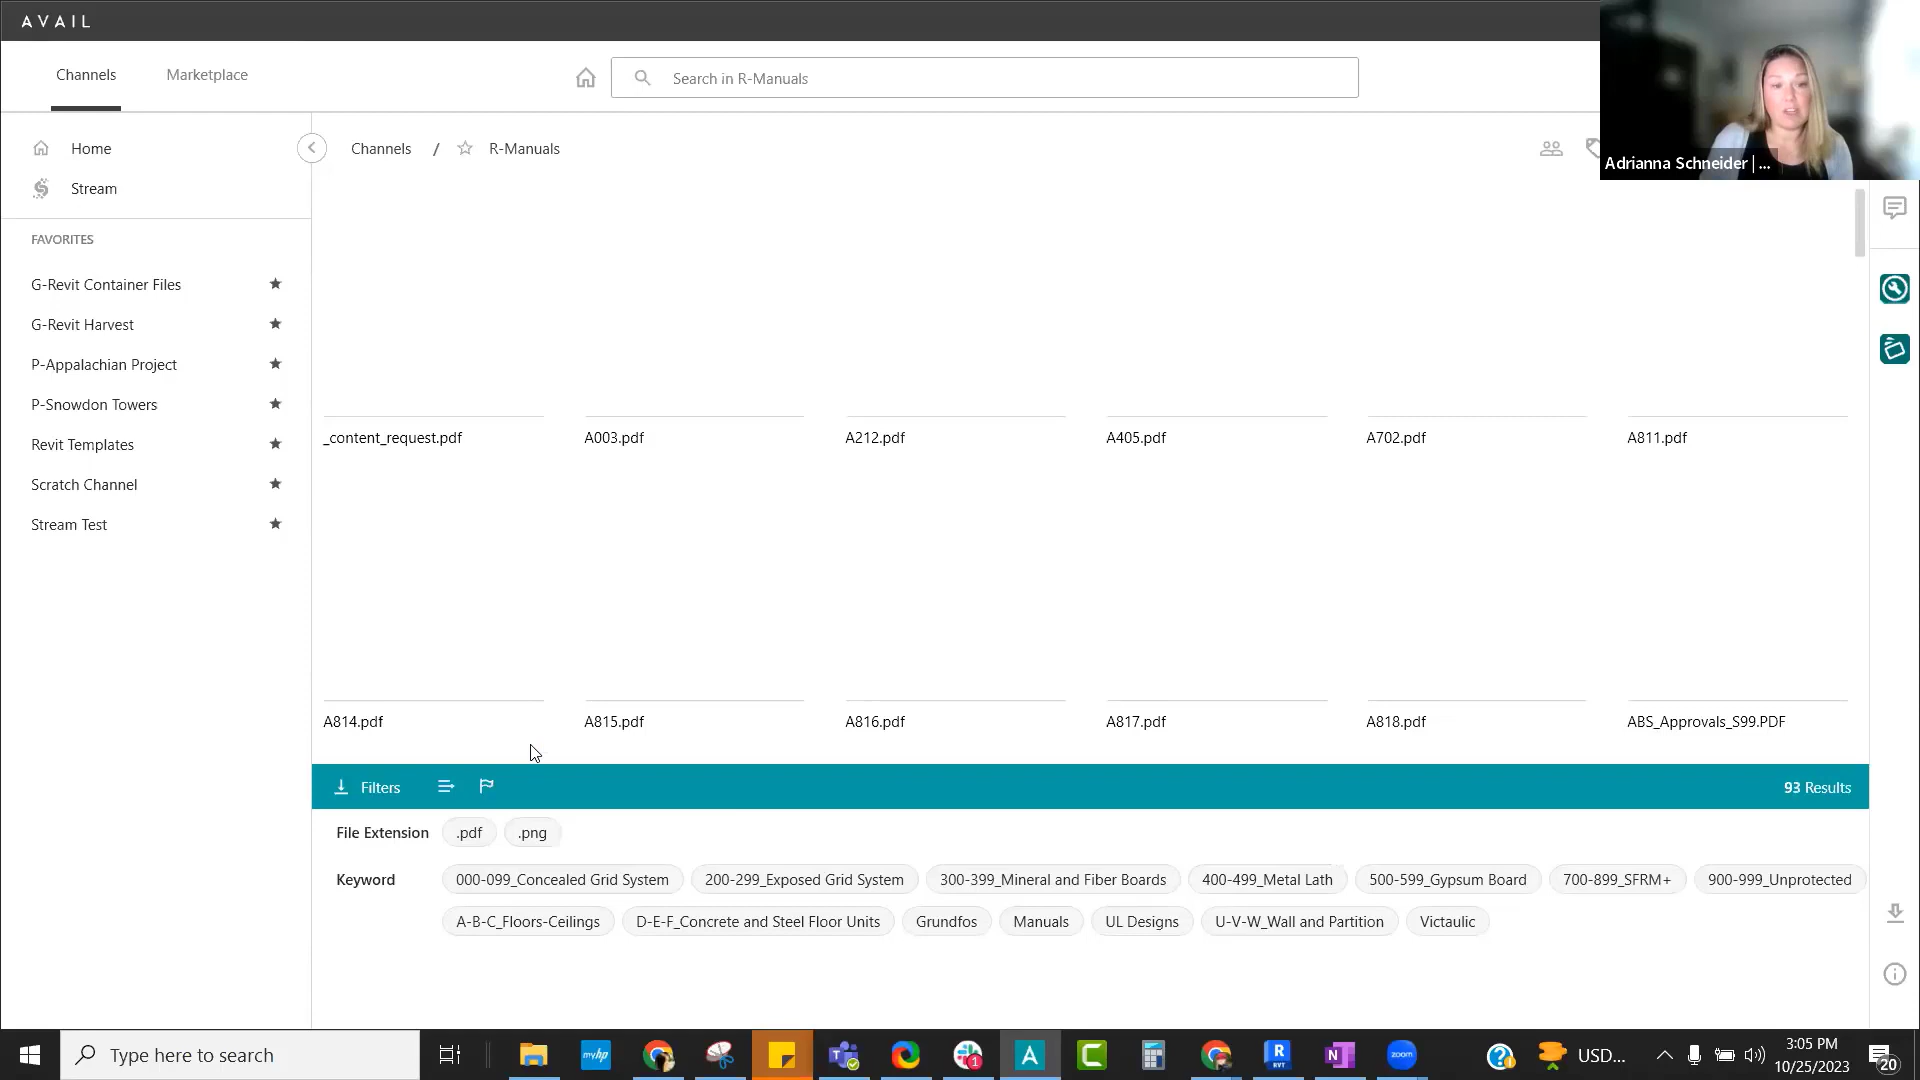 AVAIL
Channels
Marketplace
Search in R-Manuals
Adrianna Schneider | ...
Home
Stream
FAVORITES
G-Revit Container Files
G-Revit Harvest
P-Appalachian Project
P-Snowdon Towers
Revit Templates
Scratch Channel
Stream Test
Channels / R-Manuals
_content_request.pdf
A003.pdf
A212.pdf
A405.pdf
A702.pdf
A811.pdf
A814.pdf
A815.pdf
A816.pdf
A817.pdf
A818.pdf
ABS_Approvals_S99.PDF
Filters
93 Results
File Extension .pdf .png
Keyword 000-099_Concealed Grid System 200-299_Exposed Grid System 300-399_Mineral and Fiber Boards 400-499_Metal Lath 500-599_Gypsum Board 700-899_SFRM+ 900-999_Unprotected
A-B-C_Floors-Ceilings D-E-F_Concrete and Steel Floor Units Grundfos Manuals UL Designs U-V-W_Wall and Partition Victaulic
Type here to search
myhp
1
A
C
R
RVT
N
zoom
USD...
3:05 PM
10/25/2023
20